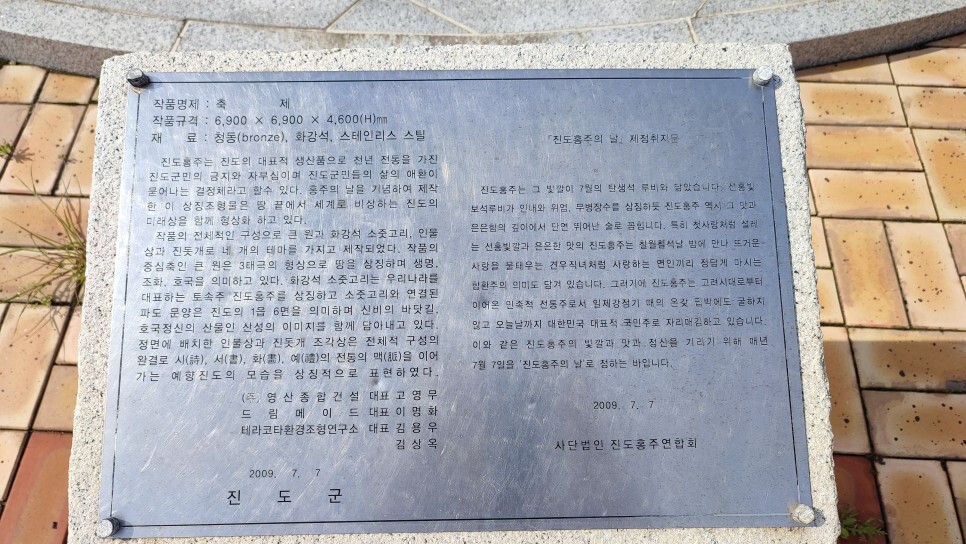 작품명제 : 축 제
작품규격 : 6,900 × 6,900 × 4,600(H)㎜
재 료 : 청동(bronze), 화강석, 스테인리스 스틸
진도홍주는 진도의 대표적 생산품으로 천년 전통을 가진
진도군민의 긍지와 자부심이며 진도군민들의 삶의 애환이
묻어나는 결정체라고 할수 있다. 홍주의 날을 기념하여 제작
한 이 상징조형물은 땅 끝에서 세계로 비상하는 진도의
미래상을 함께 형상화 하고 있다.
작품의 전체적인 구성으로 큰 원과 화강석 소줏고리, 인물
상과 진돗개로 네 개의 테마를 가지고 제작되었다. 작품의
중심축인 큰 원은 3태극의 형상으로 땅을 상징하며 생명,
조화, 호국을 의미하고 있다. 화강석 소줏고리는 우리나라를
대표하는 토속주 진도홍주를 상징하고 소줏고리와 연결된
파도 문양은 진도의 1읍 6면을 의미하며 신비의 바닷길,
호국정신의 산물인 산성의 이미지를 함께 담아내고 있다.
정면에 배치한 인물상과 진돗개 조각상은 전체적 구성의
완결로 시(詩), 서(書), 화(畵), 예(禮)의 전통의 맥(脈)을 이어
가는 예향진도의 모습을 상징적으로 표현하였다.
(주) 영산종합건설 대표 고영무
드 림 메 이 드 대표 이명화
테라코타환경조형연구소 대표 김용우
김상옥
2009. 7. 7
진 도 군
「진도홍주의 날」 제정취지문
진도홍주는 그 빛깔이 7월의 탄생석 루비와 닮았습니다. 선홍빛
보석루비가 인내와 위엄, 무병장수를 상징하듯 진도홍주 역시 그 맛과
은은함의 깊이에서 단연 뛰어난 술로 꼽힙니다. 특히 첫사랑처럼 설레
는 선홍빛깔과 은은한 맛의 진도홍주는 칠월칠석날 밤에 만나 뜨거운
사랑을 불태우는 견우직녀처럼 사랑하는 연인끼리 정답게 마시는
합환주의 의미도 담겨 있습니다. 그러기에 진도홍주는 고려시대로부터
이어온 민족적 전통주로서 일제강점기 때의 온갖 핍박에도 굴하지
않고 오늘날까지 대한민국 대표적 국민주로 자리매김하고 있습니다.
이와 같은 진도홍주의 빛깔과 맛과 정신을 기리기 위해 매년
7월 7일을 '진도홍주의 날'로 정하는 바입니다.
2009. 7. 7
사단법인 진도홍주연합회